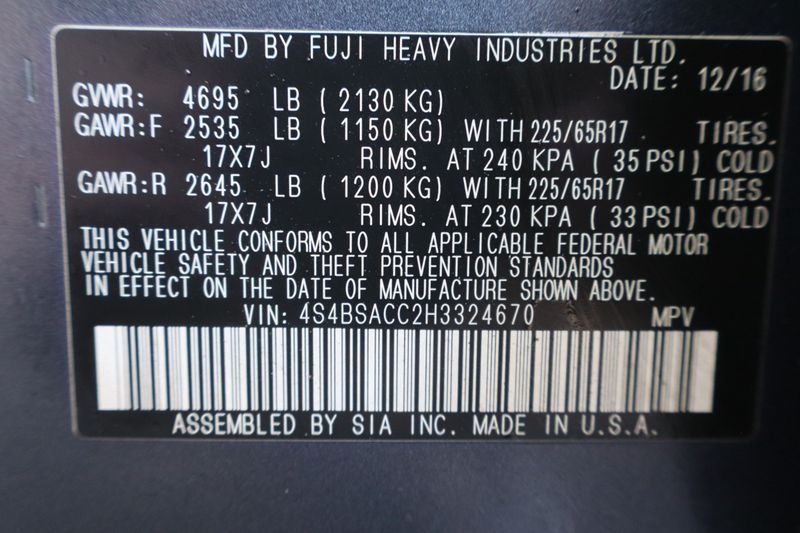 MFD BY FUJI HEAVY INDUSTRIES LTD.
DATE: 12/16
GVWR: 4695 LB ( 2130 KG)
GAWR:F 2535 LB ( 1150 KG) WITH 225/65R17 TIRES.
17X7J RIMS. AT 240 KPA ( 35 PSI) COLD
GAWR:R 2645 LB ( 1200 KG) WITH 225/65R17 TIRES.
17X7J RIMS. AT 230 KPA ( 33 PSI) COLD
THIS VEHICLE CONFORMS TO ALL APPLICABLE FEDERAL MOTOR
VEHICLE SAFETY AND THEFT PREVENTION STANDARDS
IN EFFECT ON THE DATE OF MANUFACTURE SHOWN ABOVE.
VIN: 4S4BSACC2H3324670 MPV
ASSEMBLED BY SIA INC. MADE IN U.S.A.